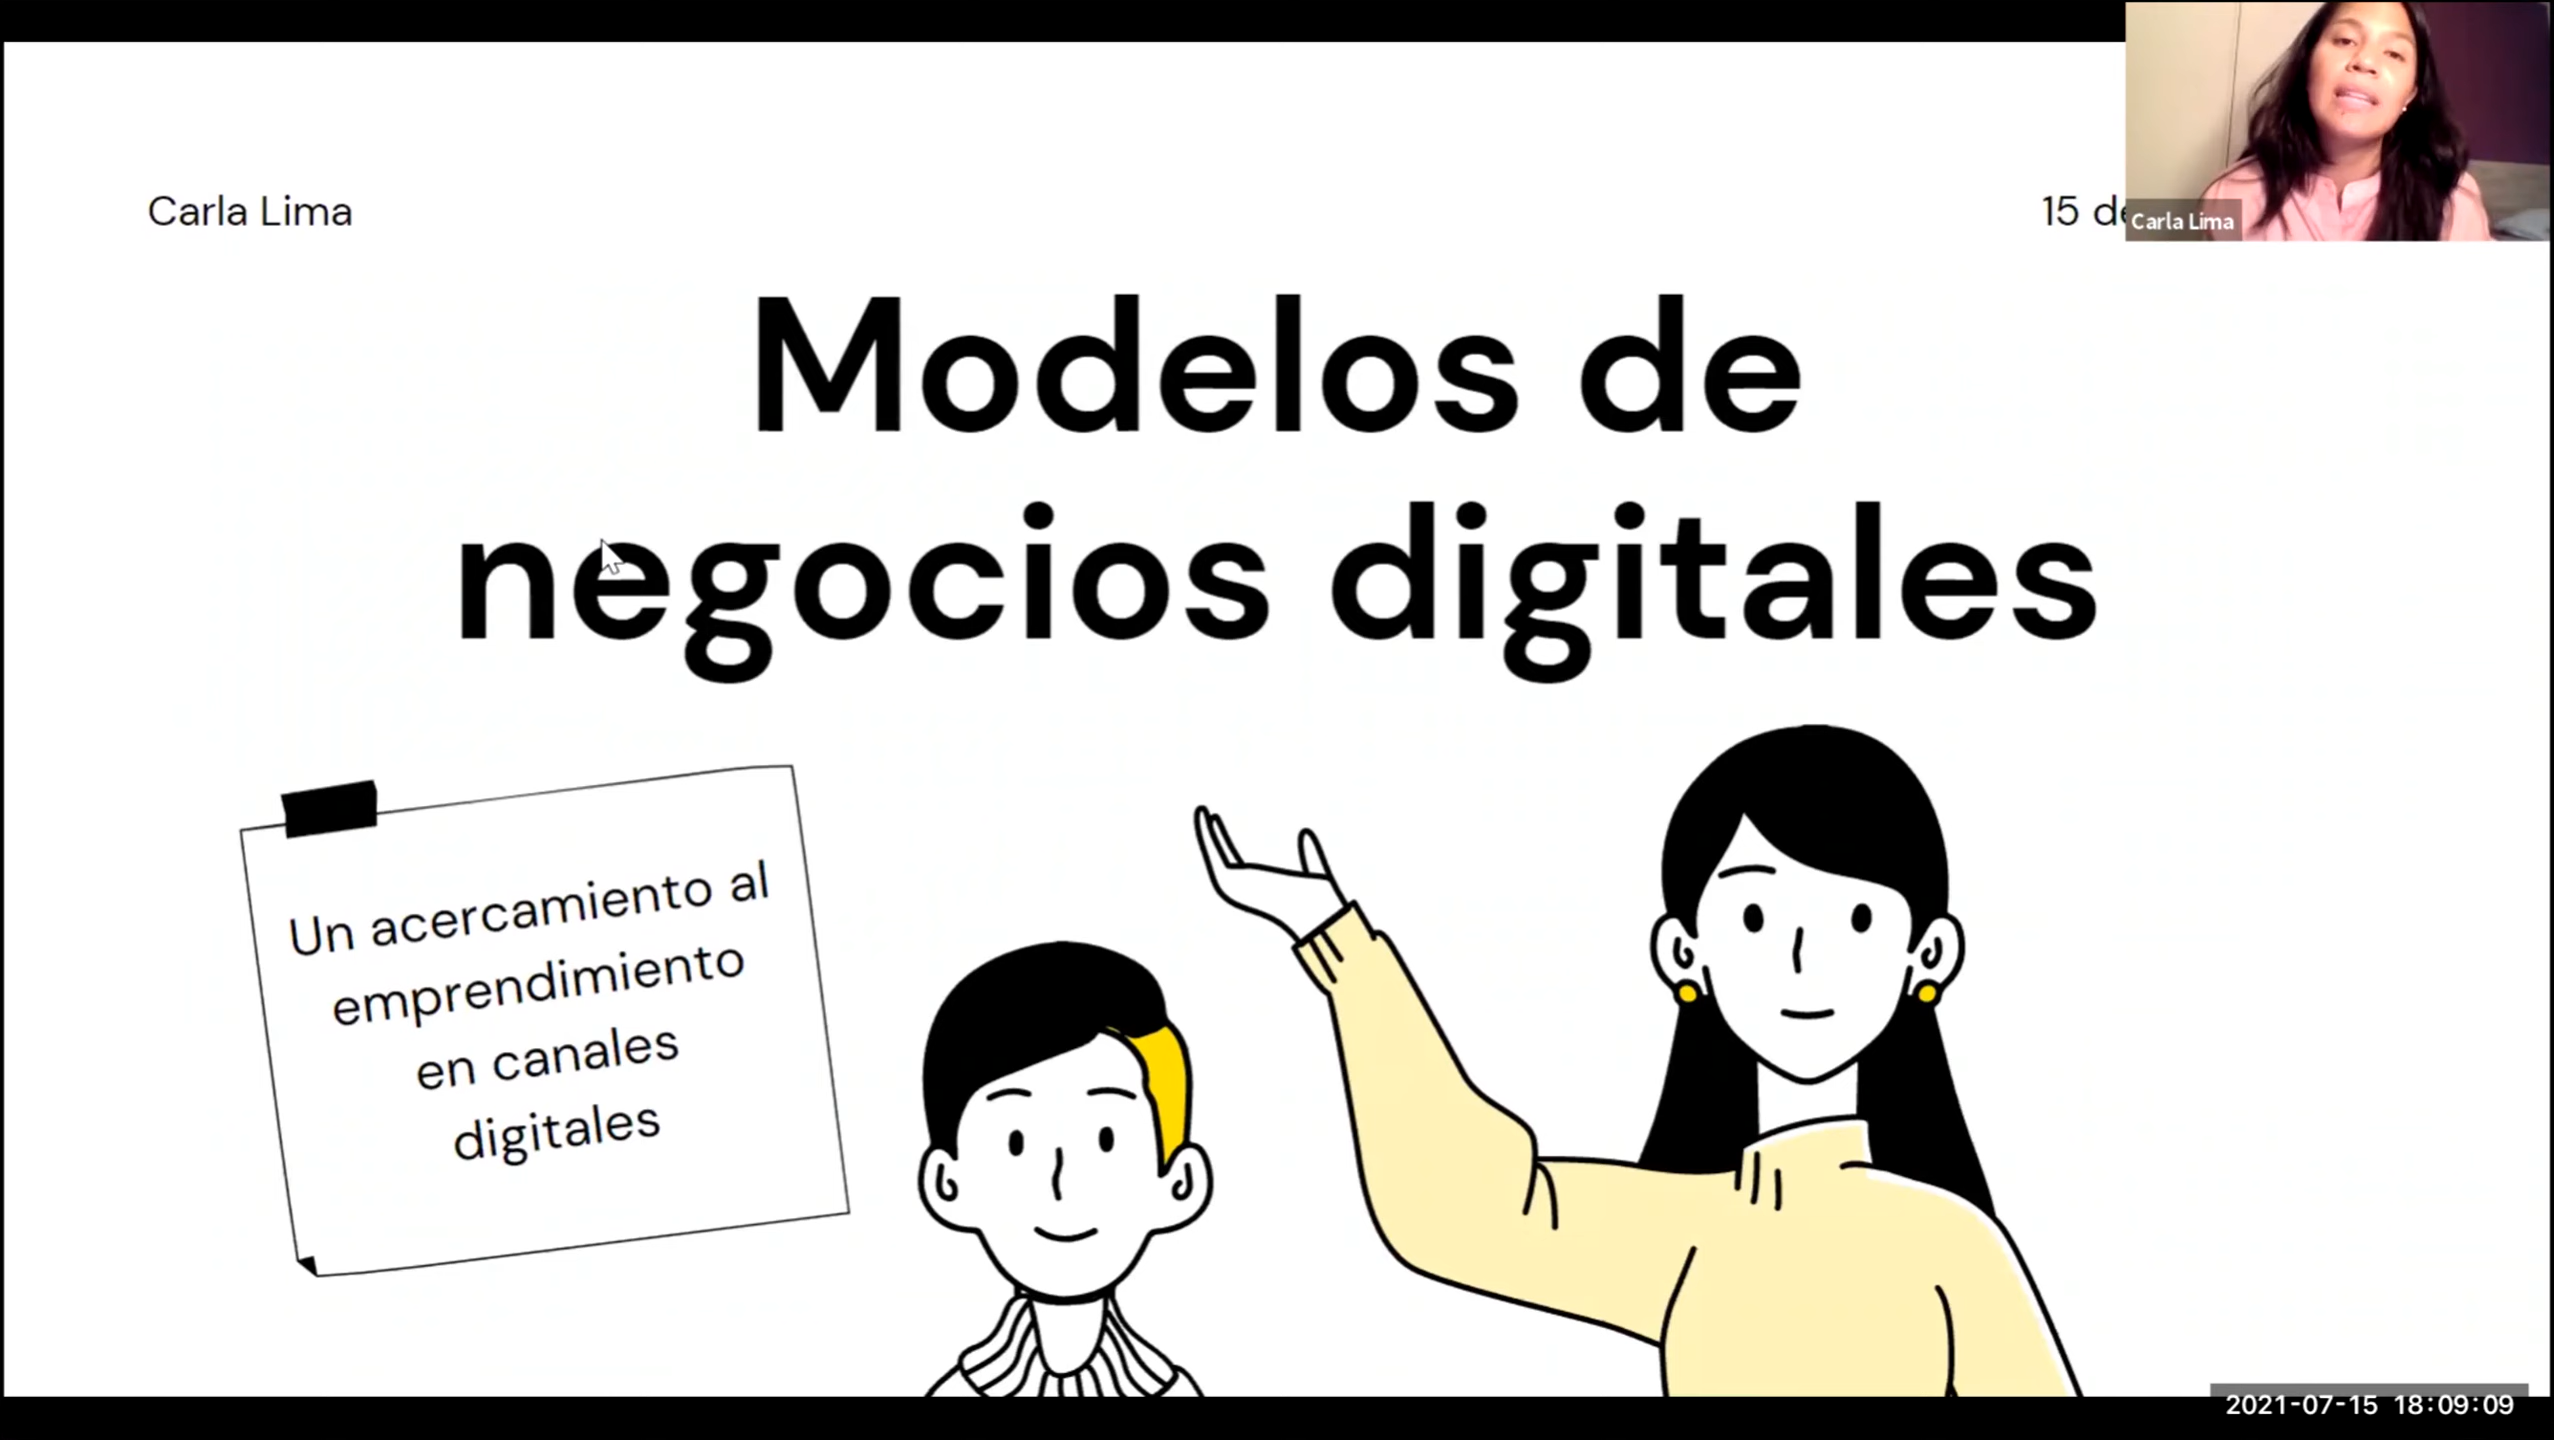 Carla Lima
15 de
Carla Lima
Modelos de
negocios digitales
Un acercamiento al
emprendimiento
en canales
digitales
2021-07-15 18:09:09